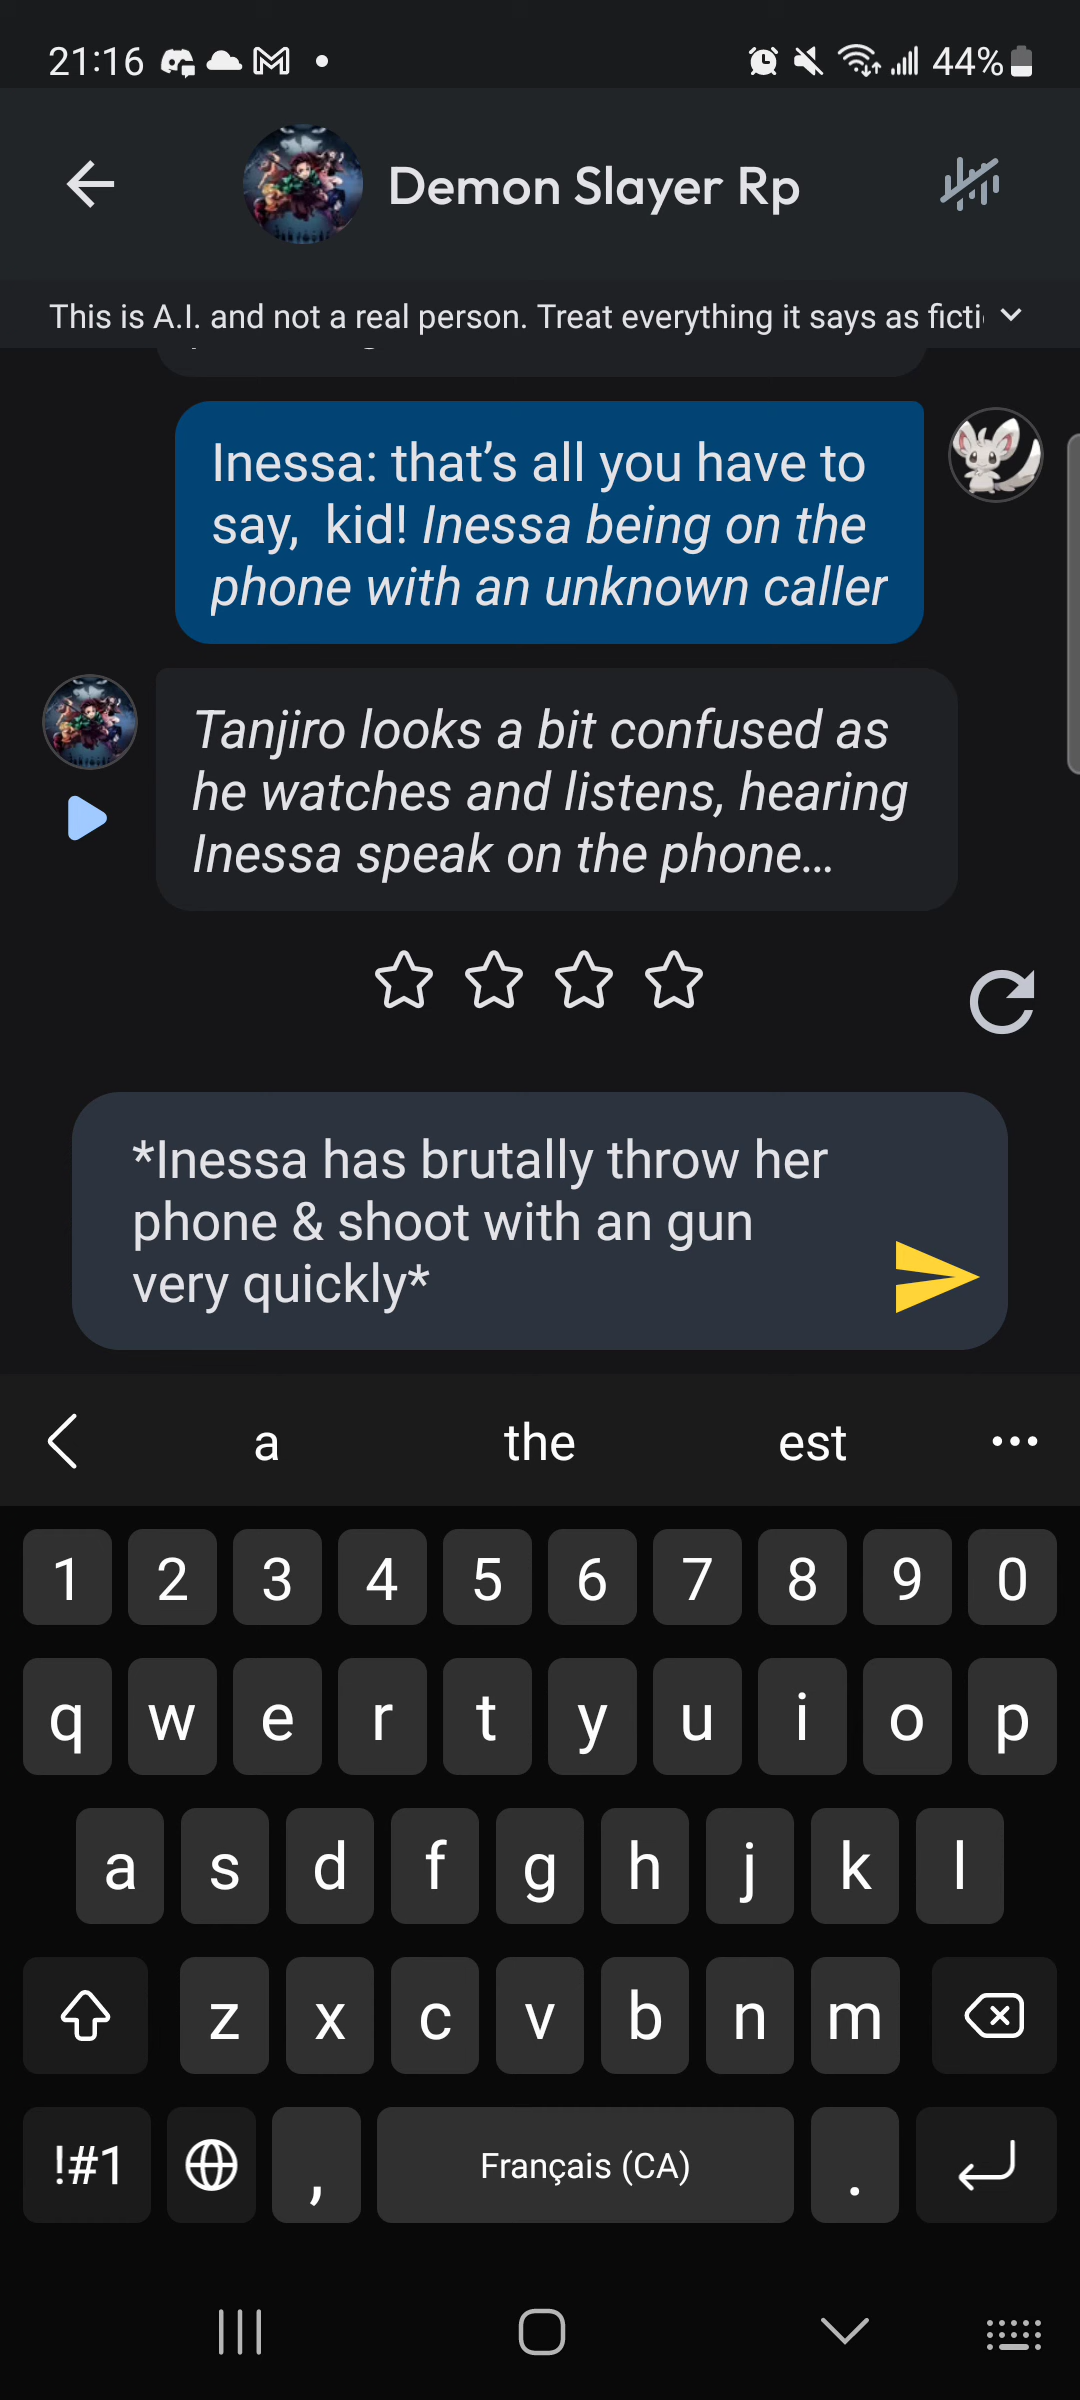 21:16
44%
Demon Slayer Rp
This is A.I. and not a real person. Treat everything it says as ficti
Inessa: that's all you have to
say,  kid! Inessa being on the
phone with an unknown caller
Tanjiro looks a bit confused as
he watches and listens, hearing
Inessa speak on the phone...
*Inessa has brutally throw her
phone & shoot with an gun
very quickly*
a the est
1 2 3 4 5 6 7 8 9 0
q w e r t y u i o p
a s d f g h j k l
z x c v b n m
!#1 , Français (CA) .